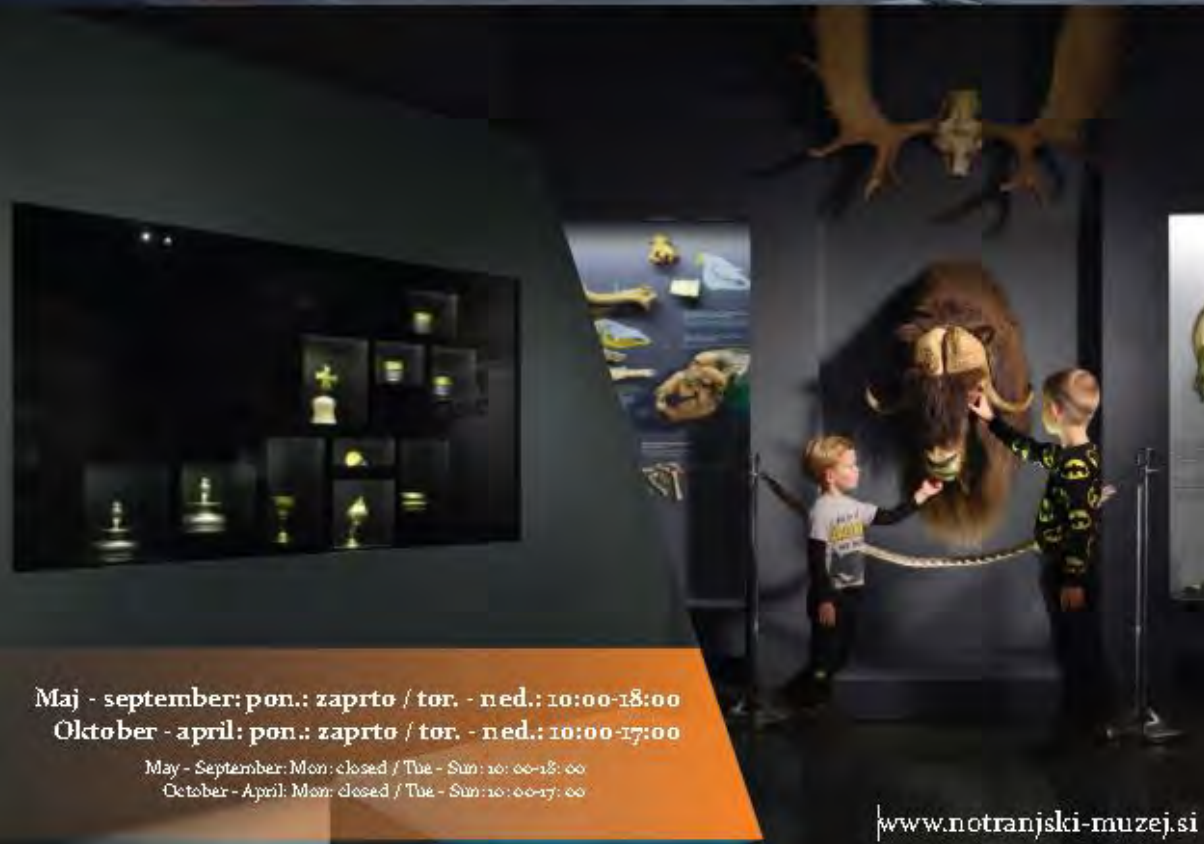 Maj - september: pon.: zaprto / tor. - ned.: 10:00-18:00
Oktober - april: pon.: zaprto / tor. - ned.: 10:00-17:00
May - September: Mon: closed / Tue - Sun: 10: 00-18: 00
October - April: Mon: closed / Tue - Sun: 10: 00-17: 00
www.notranjski-muzej.si